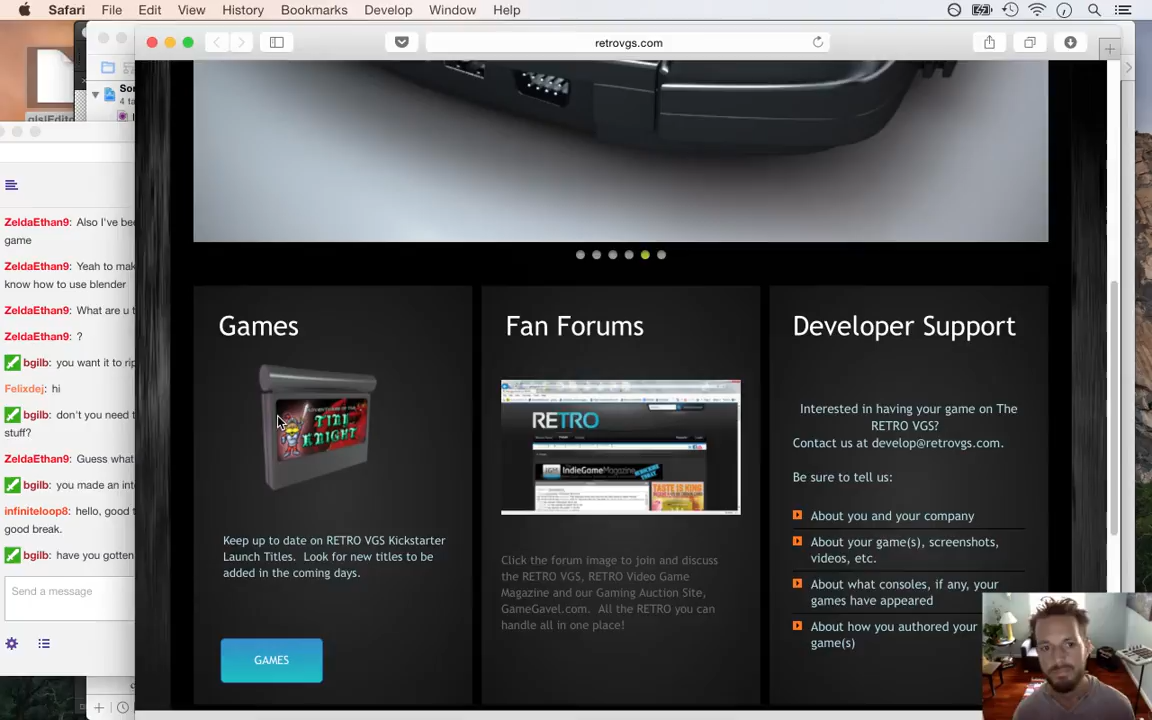 Safari File Edit View History Bookmarks Develop Window Help
retrovgs.com
4 ta
ZeldaEthan9: Also I've bee
game
ZeldaEthan9: Yeah to mak
know how to use blender
ZeldaEthan9: What are u t
ZeldaEthan9: ?
bgilb: you want it to rip
Felixdej: hi
bgilb: don't you need t
stuff?
ZeldaEthan9: Guess what
bgilb: you made an int
infiniteloop8: hello, good t
good break.
bgilb: have you gotten
Send a message
Games
TIKI
KNIGHT
Keep up to date on RETRO VGS Kickstarter
Launch Titles. Look for new titles to be
added in the coming days.
GAMES
Fan Forums
RETRO
IndieGameMagazine
TASTE IS
KING
Click the forum image to join and discuss
the RETRO VGS, RETRO Video Game
Magazine and our Gaming Auction Site,
GameGavel.com. All the RETRO you can
handle all in one place!
Developer Support
Interested in having your game on The
RETRO VGS?
Contact us at develop@retrovgs.com.
Be sure to tell us:
About you and your company
About your game(s), screenshots,
videos, etc.
About what consoles, if any, your
games have appeared
About how you authored your
game(s)